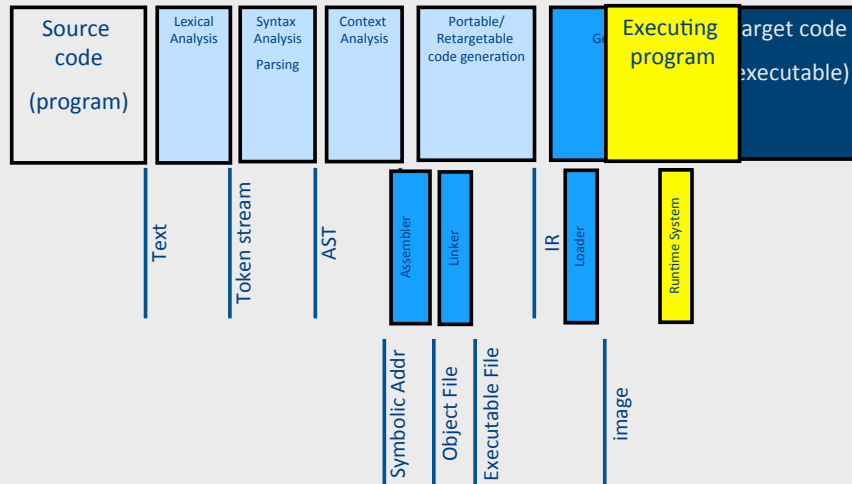 Source
code
(program)
Lexical
Analysis
Syntax
Analysis
Parsing
Context
Analysis
Portable/
Retargetable
code generation
Executing
program
code
executable)
Text
Token stream
AST
Assembler
Linker
IR
Loader
Runtime System
Symbolic Addr
Object File
Executable File
image